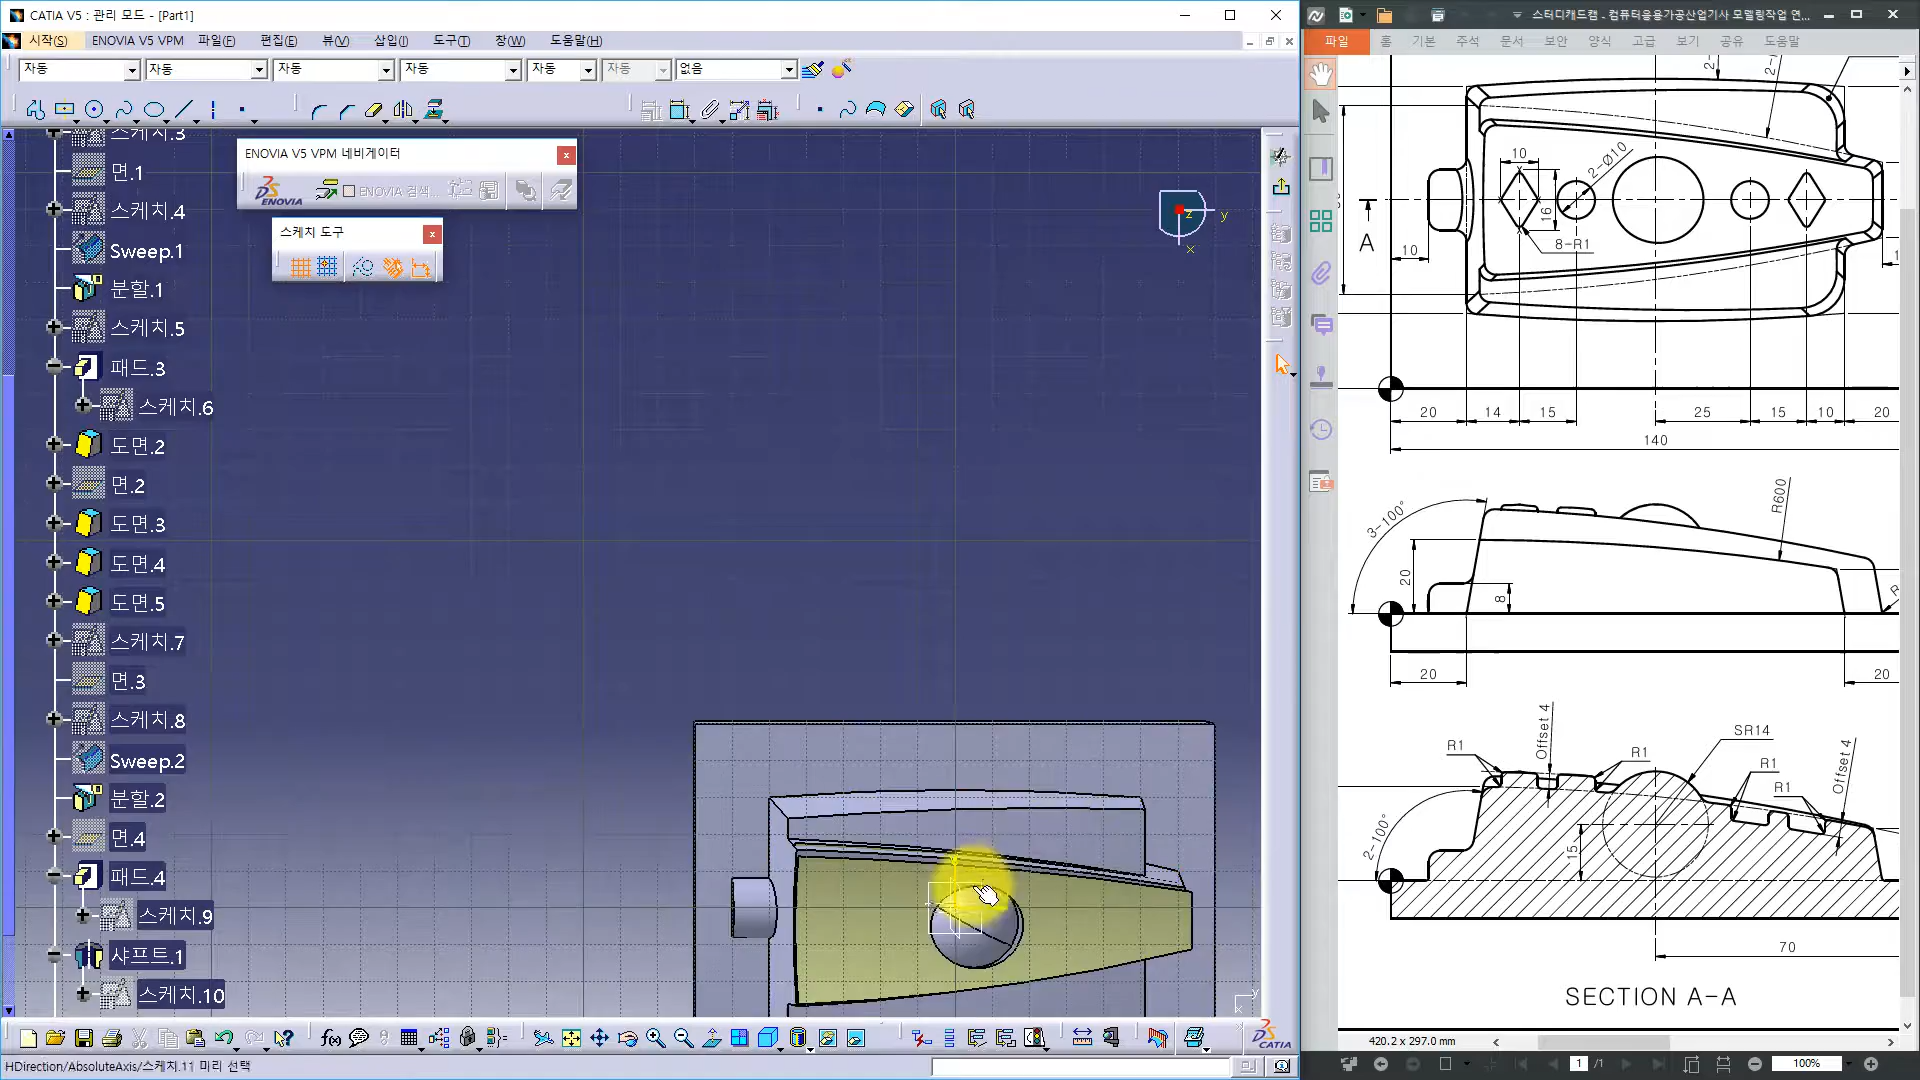 CATIA V5 : 관리 모드 - [Part1]
시작(S) ENOVIA V5 VPM 파일(F) 편집(E) 뷰(V) 삽입(I) 도구(T) 창(W) 도움말(H)
자동 자동 자동 자동 자동 자동 없음
스케치.3
면.1
스케치.4
Sweep.1
분할.1
스케치.5
패드.3
스케치.6
도면.2
면.2
도면.3
도면.4
도면.5
스케치.7
면.3
스케치.8
Sweep.2
분할.2
면.4
패드.4
스케치.9
샤프트.1
스케치.10
ENOVIA V5 VPM 네비게이터
ENOVIA
ENOVIA 검색...
스케치 도구
z
y
x
y
f(x)
CATIA
HDirection/AbsoluteAxis/스케치.11 미리 선택
스터디캐드캠 - 컴퓨터응용가공산업기사 모델링작업 연...
파일 홈 기본 주석 문서 보안 양식 고급 보기 공유 도움말
10
2-Ø10
16
8-R1
A
10
20 14 15 25 15 10 20
140
3-100°
20
8
R600
20 20
R1
Offset 4
R1
SR14
R1
R1
Offset 4
2-100°
15
70
SECTION A-A
420.2 x 297.0 mm
1 /1
100%